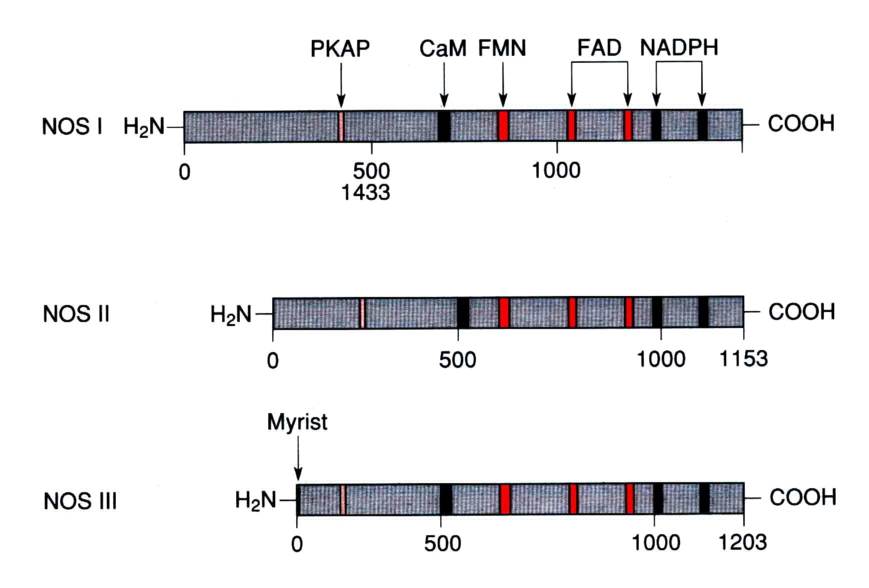 PKAP CaM FMN FAD NADPH
NOS I H₂N COOH
0 500 1000
1433
NOS II H₂N COOH
0 500 1000 1153
Myrist
NOS III H₂N COOH
0 500 1000 1203